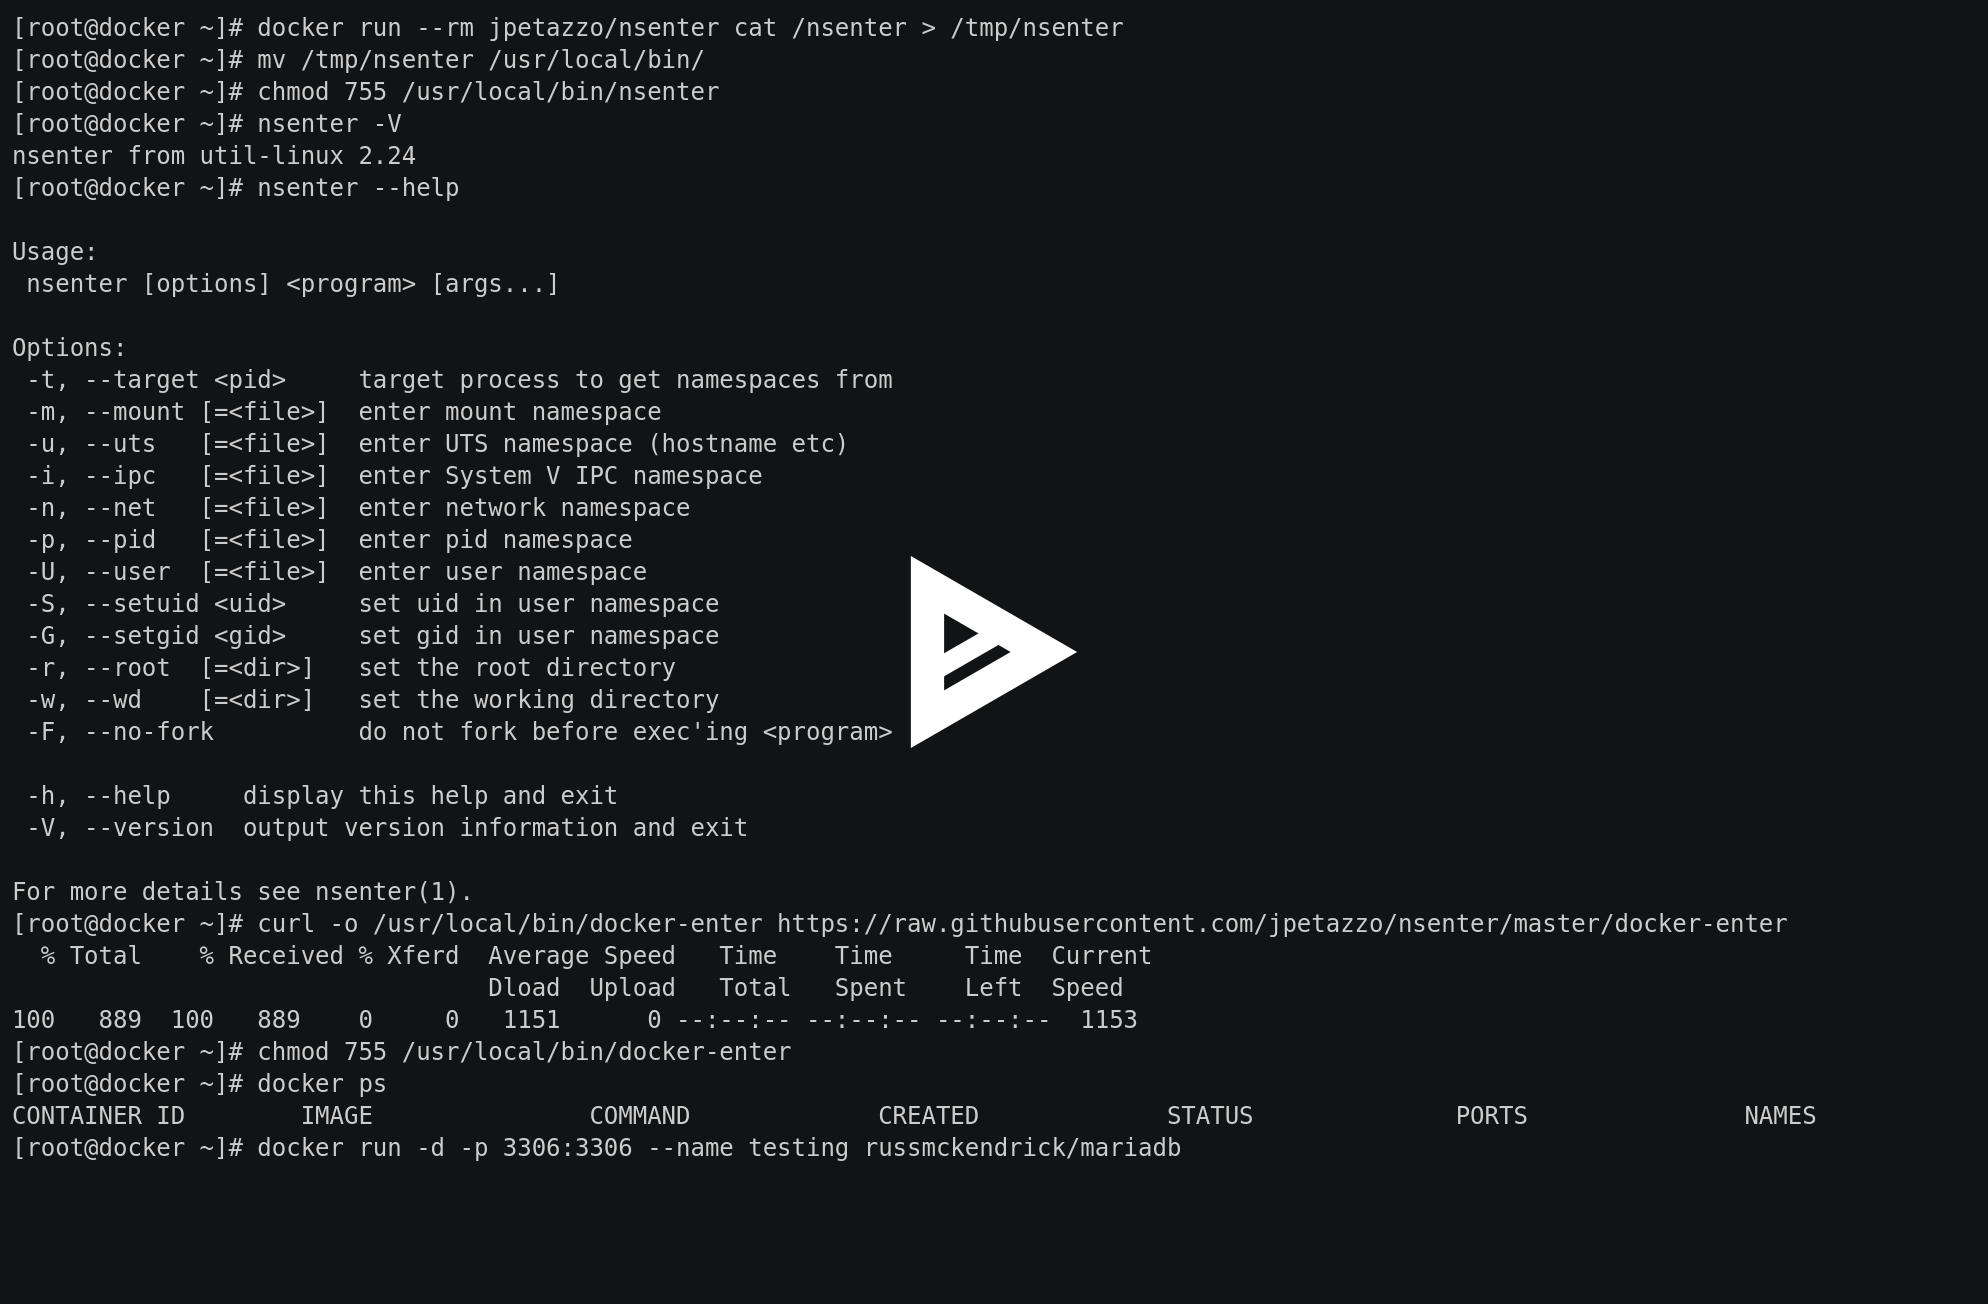 [root@docker ~]# docker run --rm jpetazzo/nsenter cat /nsenter > /tmp/nsenter
[root@docker ~]# mv /tmp/nsenter /usr/local/bin/
[root@docker ~]# chmod 755 /usr/local/bin/nsenter
[root@docker ~]# nsenter -V
nsenter from util-linux 2.24
[root@docker ~]# nsenter --help

Usage:
 nsenter [options] <program> [args...]

Options:
 -t, --target <pid>     target process to get namespaces from
 -m, --mount [=<file>]  enter mount namespace
 -u, --uts   [=<file>]  enter UTS namespace (hostname etc)
 -i, --ipc   [=<file>]  enter System V IPC namespace
 -n, --net   [=<file>]  enter network namespace
 -p, --pid   [=<file>]  enter pid namespace
 -U, --user  [=<file>]  enter user namespace
 -S, --setuid <uid>     set uid in user namespace
 -G, --setgid <gid>     set gid in user namespace
 -r, --root  [=<dir>]   set the root directory
 -w, --wd    [=<dir>]   set the working directory
 -F, --no-fork          do not fork before exec'ing <program>

 -h, --help     display this help and exit
 -V, --version  output version information and exit

For more details see nsenter(1).
[root@docker ~]# curl -o /usr/local/bin/docker-enter https://raw.githubusercontent.com/jpetazzo/nsenter/master/docker-enter
  % Total    % Received % Xferd  Average Speed   Time    Time     Time  Current
                                 Dload  Upload   Total   Spent    Left  Speed
100   889  100   889    0     0   1151      0 --:--:-- --:--:-- --:--:--  1153
[root@docker ~]# chmod 755 /usr/local/bin/docker-enter
[root@docker ~]# docker ps
CONTAINER ID        IMAGE               COMMAND             CREATED             STATUS              PORTS               NAMES
[root@docker ~]# docker run -d -p 3306:3306 --name testing russmckendrick/mariadb